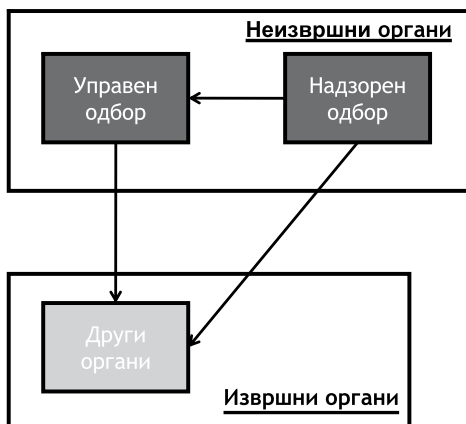 Неизвршни органи
Управен
одбор
Надзорен
одбор
Други
органи
Извршни органи